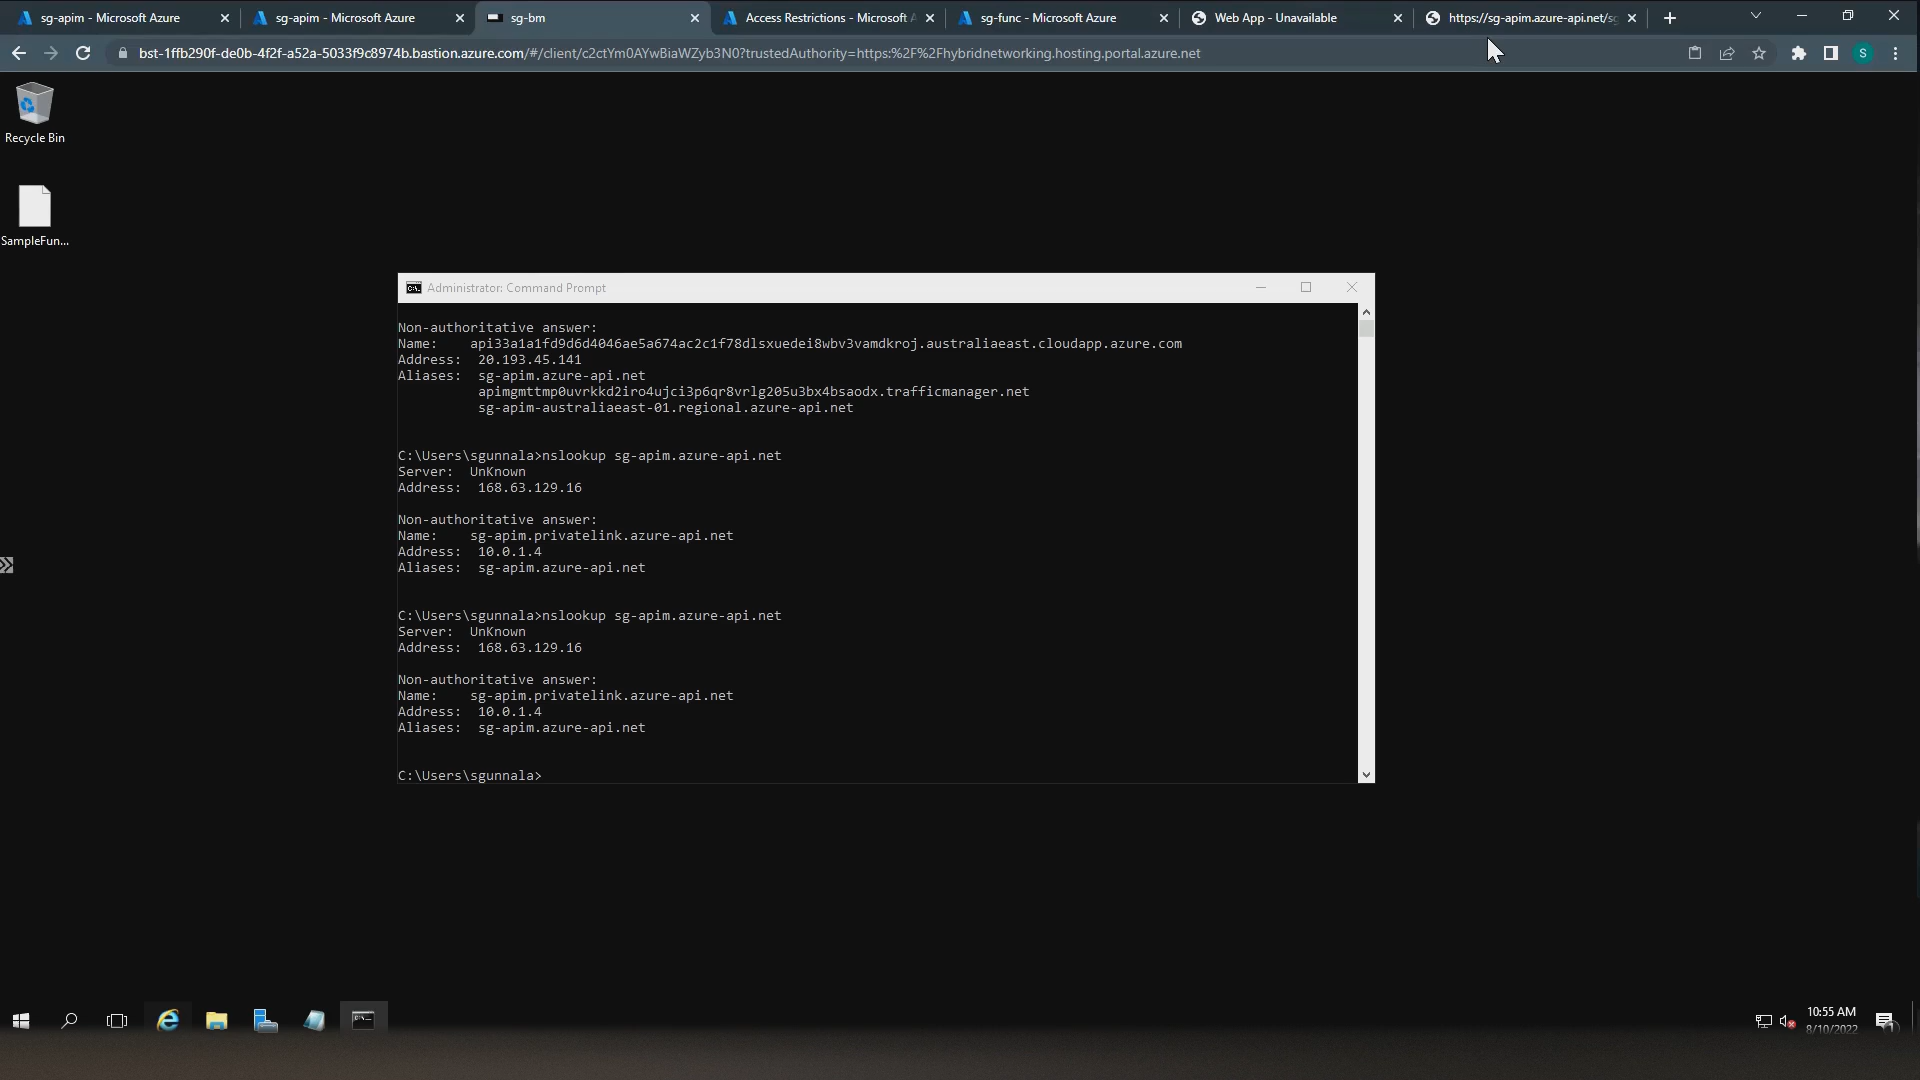 sg-apim - Microsoft Azure
sg-apim - Microsoft Azure
sg-bm
Access Restrictions - Microsoft A
sg-func - Microsoft Azure
Web App - Unavailable
https://sg-apim.azure-api.net/sg
bst-1ffb290f-de0b-4f2f-a52a-5033f9c8974b.bastion.azure.com/#/client/c2ctYm0AYwBiaWZyb3N0?trustedAuthority=https:%2F%2Fhybridnetworking.hosting.portal.azure.net
S
Recycle Bin
SampleFun...
Administrator: Command Prompt
Non-authoritative answer:
Name: api33a1a1fd9d6d4046ae5a674ac2c1f78dlsxuedei8wbv3vamdkroj.australiaeast.cloudapp.azure.com
Address: 20.193.45.141
Aliases: sg-apim.azure-api.net
apimgmttmp0uvrkkd2iro4ujci3p6qr8vrlg205u3bx4bsaodx.trafficmanager.net
sg-apim-australiaeast-01.regional.azure-api.net
C:\Users\sgunnala>nslookup sg-apim.azure-api.net
Server: UnKnown
Address: 168.63.129.16
Non-authoritative answer:
Name: sg-apim.privatelink.azure-api.net
Address: 10.0.1.4
Aliases: sg-apim.azure-api.net
C:\Users\sgunnala>nslookup sg-apim.azure-api.net
Server: UnKnown
Address: 168.63.129.16
Non-authoritative answer:
Name: sg-apim.privatelink.azure-api.net
Address: 10.0.1.4
Aliases: sg-apim.azure-api.net
C:\Users\sgunnala>
10:55 AM
8/10/2022